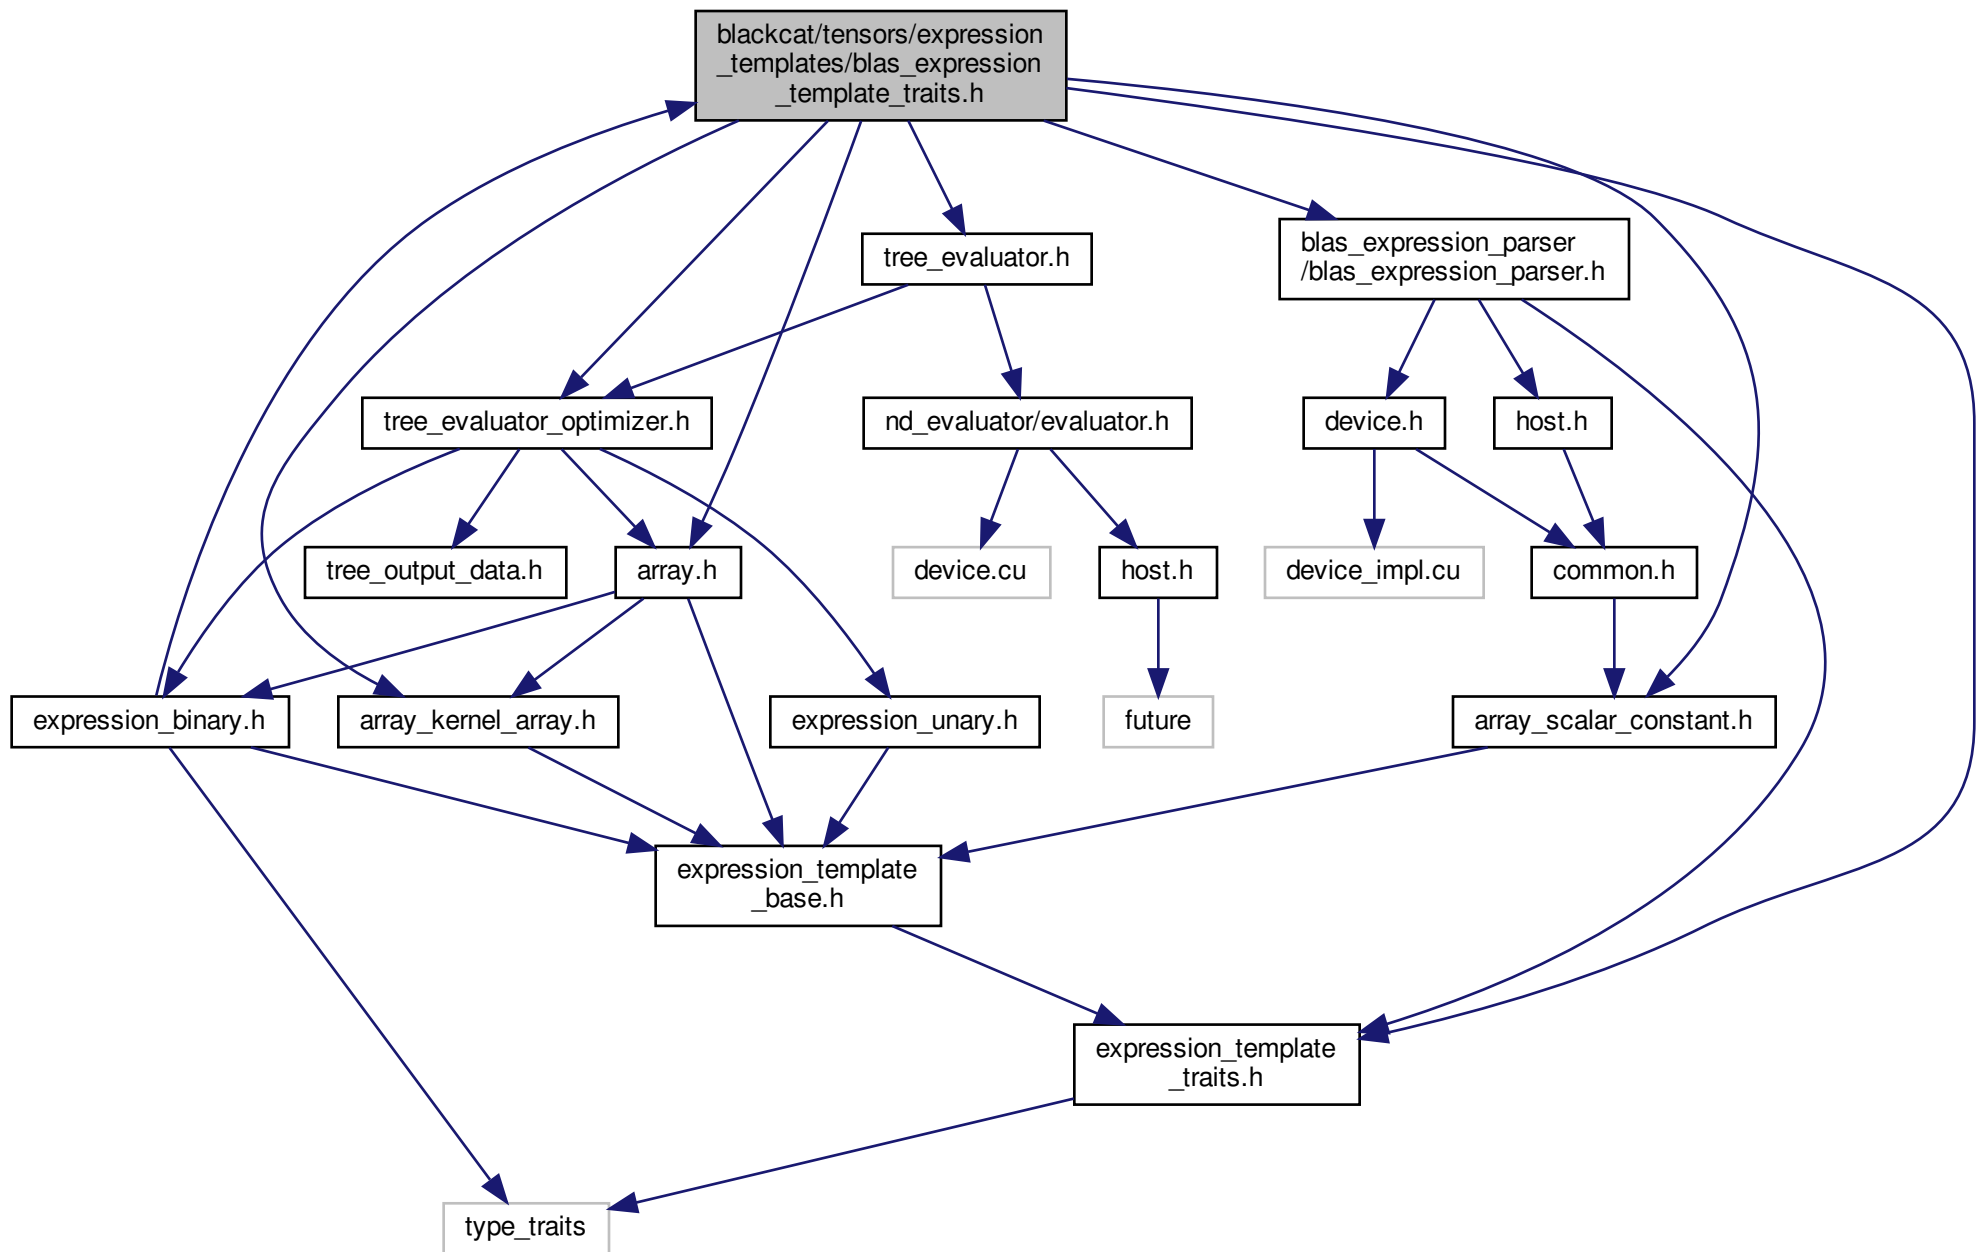 blackcat/tensors/expression
_templates/blas_expression
_template_traits.h
tree_evaluator.h
blas_expression_parser
/blas_expression_parser.h
tree_evaluator_optimizer.h
nd_evaluator/evaluator.h
device.h
host.h
tree_output_data.h
array.h
device.cu
host.h
device_impl.cu
common.h
expression_binary.h
array_kernel_array.h
expression_unary.h
future
array_scalar_constant.h
expression_template
_base.h
expression_template
_traits.h
type_traits